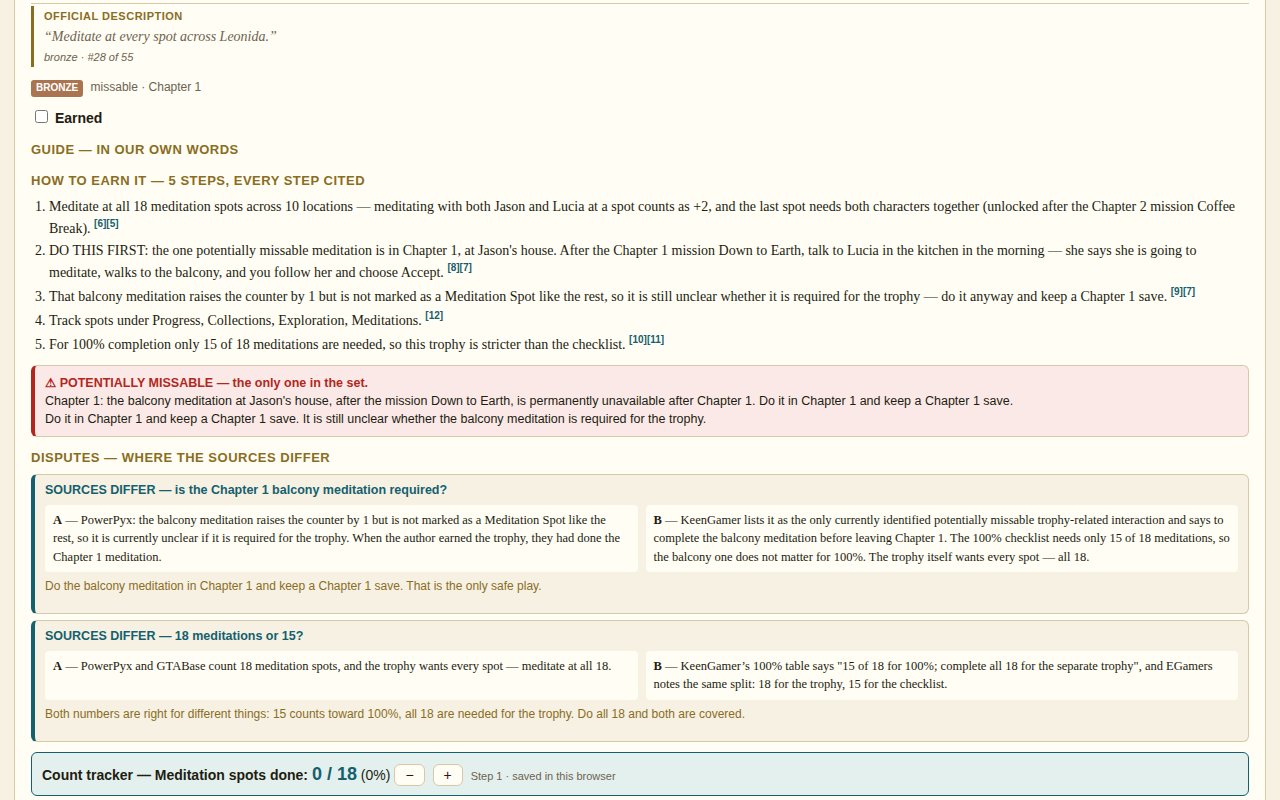 OFFICIAL DESCRIPTION
“Meditate at every spot across Leonida.”
bronze · #28 of 55
BRONZE missable · Chapter 1
Earned
GUIDE — IN OUR OWN WORDS
HOW TO EARN IT — 5 STEPS, EVERY STEP CITED
1. Meditate at all 18 meditation spots across 10 locations — meditating with both Jason and Lucia at a spot counts as +2, and the last spot needs both characters together (unlocked after the Chapter 2 mission Coffee
Break). [6][5]
2. DO THIS FIRST: the one potentially missable meditation is in Chapter 1, at Jason's house. After the Chapter 1 mission Down to Earth, talk to Lucia in the kitchen in the morning — she says she is going to
meditate, walks to the balcony, and you follow her and choose Accept. [8][7]
3. That balcony meditation raises the counter by 1 but is not marked as a Meditation Spot like the rest, so it is still unclear whether it is required for the trophy — do it anyway and keep a Chapter 1 save. [9][7]
4. Track spots under Progress, Collections, Exploration, Meditations. [12]
5. For 100% completion only 15 of 18 meditations are needed, so this trophy is stricter than the checklist. [10][11]
⚠ POTENTIALLY MISSABLE — the only one in the set.
Chapter 1: the balcony meditation at Jason's house, after the mission Down to Earth, is permanently unavailable after Chapter 1. Do it in Chapter 1 and keep a Chapter 1 save.
Do it in Chapter 1 and keep a Chapter 1 save. It is still unclear whether the balcony meditation is required for the trophy.
DISPUTES — WHERE THE SOURCES DIFFER
SOURCES DIFFER — is the Chapter 1 balcony meditation required?
A — PowerPyx: the balcony meditation raises the counter by 1 but is not marked as a Meditation Spot like the
rest, so it is currently unclear if it is required for the trophy. When the author earned the trophy, they had done the
Chapter 1 meditation.
B — KeenGamer lists it as the only currently identified potentially missable trophy-related interaction and says to
complete the balcony meditation before leaving Chapter 1. The 100% checklist needs only 15 of 18 meditations, so
the balcony one does not matter for 100%. The trophy itself wants every spot — all 18.
Do the balcony meditation in Chapter 1 and keep a Chapter 1 save. That is the only safe play.
SOURCES DIFFER — 18 meditations or 15?
A — PowerPyx and GTABase count 18 meditation spots, and the trophy wants every spot — meditate at all 18.
B — KeenGamer’s 100% table says "15 of 18 for 100%; complete all 18 for the separate trophy", and EGamers
notes the same split: 18 for the trophy, 15 for the checklist.
Both numbers are right for different things: 15 counts toward 100%, all 18 are needed for the trophy. Do all 18 and both are covered.
Count tracker — Meditation spots done: 0 / 18 (0%) − + Step 1 · saved in this browser